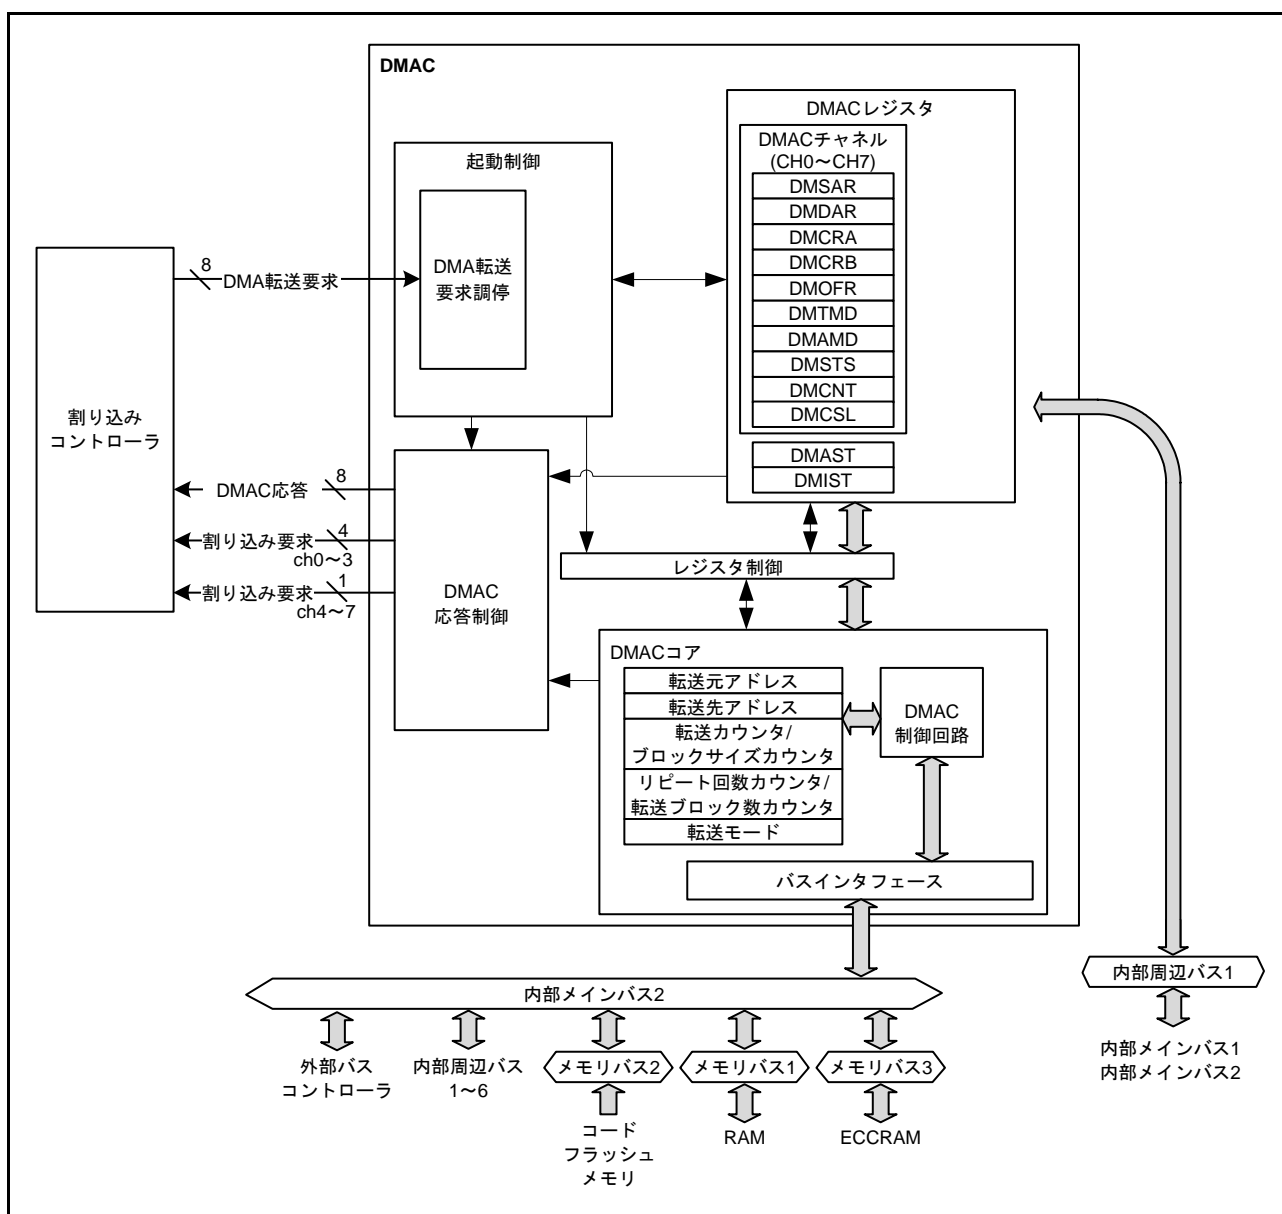 DMAC
DMACレジスタ
DMACチャネル
(CH0～CH7)
DMSAR
DMDAR
DMCRA
DMCRB
DMOFR
DMTMD
DMAMD
DMSTS
DMCNT
DMCSL
DMAST
DMIST
起動制御
DMA転送
要求調停
8
DMA転送要求
割り込み
コントローラ
DMAC応答
8
割り込み要求
4
ch0～3
割り込み要求
1
ch4～7
DMAC
応答制御
レジスタ制御
DMACコア
転送元アドレス
転送先アドレス
転送カウンタ/
ブロックサイズカウンタ
リピート回数カウンタ/
転送ブロック数カウンタ
転送モード
DMAC
制御回路
バスインタフェース
内部メインバス2
内部周辺バス1
外部バス
コントローラ
内部周辺バス
1～6
メモリバス2
メモリバス1
メモリバス3
内部メインバス1
内部メインバス2
コード
フラッシュ
メモリ
RAM
ECCRAM